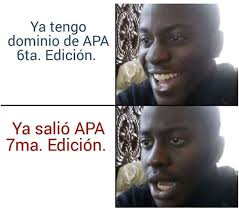 Ya tengo
dominio de APA
6ta. Edición.
Ya salió APA
7ma. Edición.